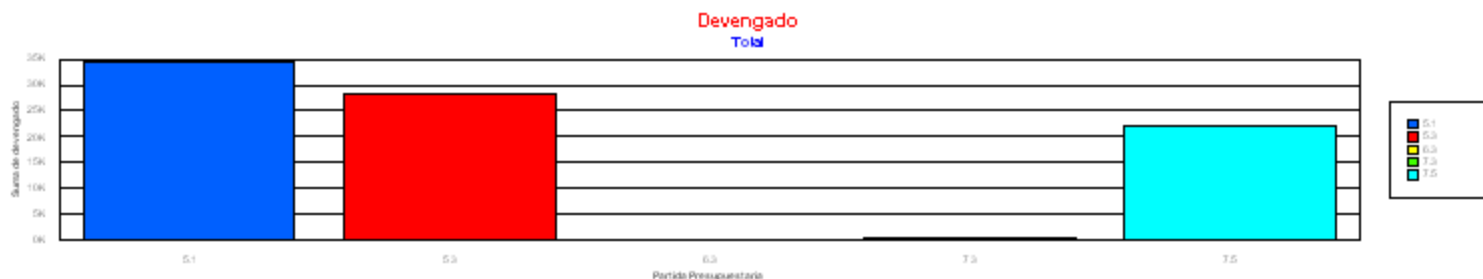 Devengado
Total
Suma de devengado
35K
30K
25K
20K
15K
10K
5K
0K
5.1
5.3
6.3
7.3
7.5
Partida Presupuestaria
5.1
5.3
6.3
7.3
7.5